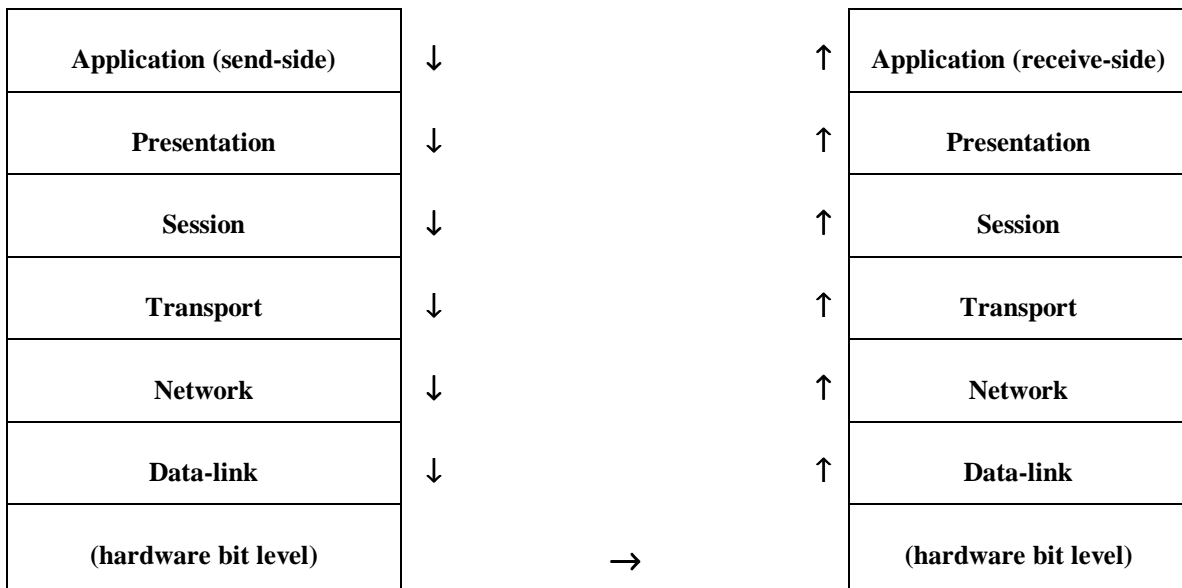 Application (send-side) ↓ ↑ Application (receive-side)
Presentation ↓ ↑ Presentation
Session ↓ ↑ Session
Transport ↓ ↑ Transport
Network ↓ ↑ Network
Data-link ↓ ↑ Data-link
(hardware bit level) → (hardware bit level)